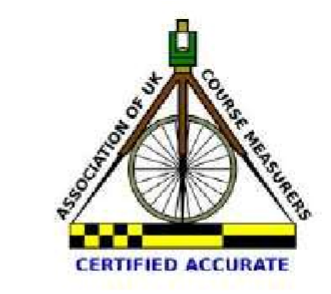 ASSOCIATION OF UK
COURSE MEASURERS
CERTIFIED ACCURATE